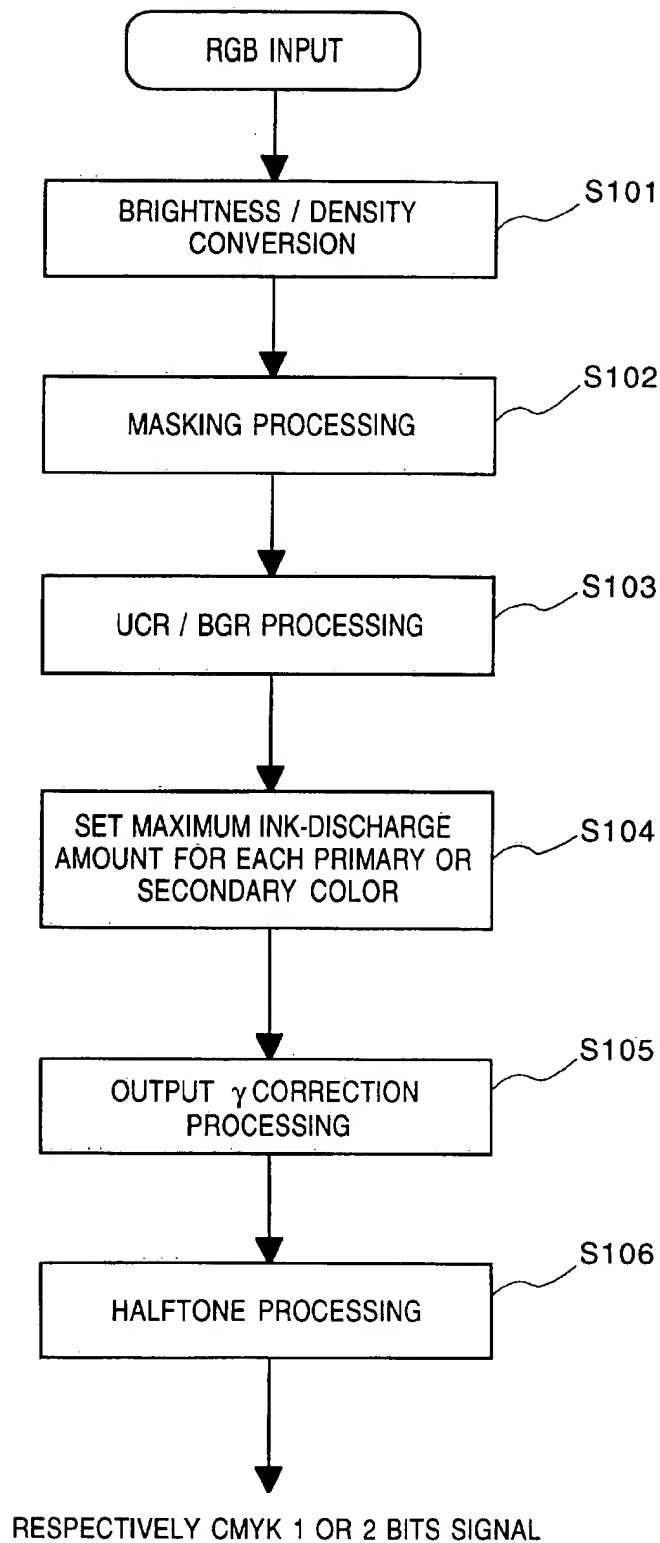 RGB INPUT
S101
BRIGHTNESS / DENSITY
CONVERSION
S102
MASKING PROCESSING
S103
UCR / BGR PROCESSING
S104
SET MAXIMUM INK-DISCHARGE
AMOUNT FOR EACH PRIMARY OR
SECONDARY COLOR
S105
OUTPUT γ CORRECTION
PROCESSING
S106
HALFTONE PROCESSING
RESPECTIVELY CMYK 1 OR 2 BITS SIGNAL